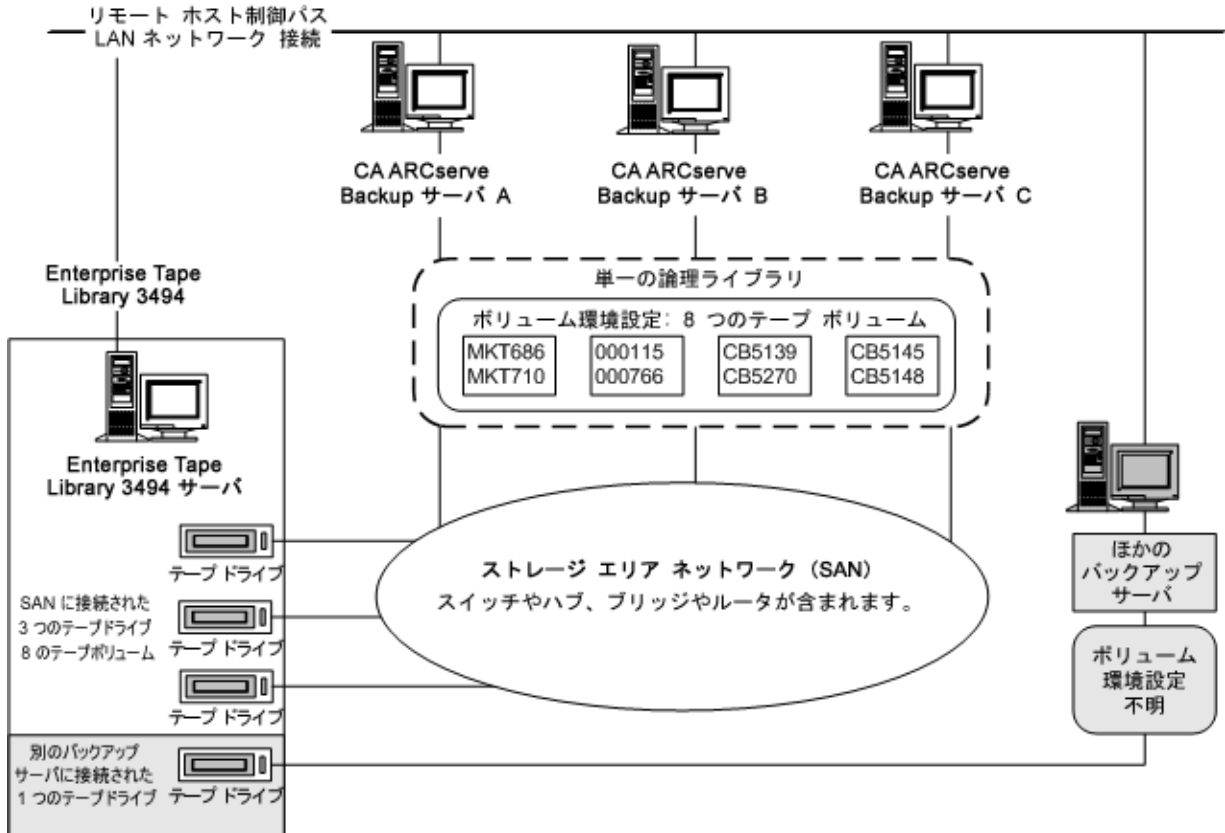 リモート ホスト制御パス
LAN ネットワーク 接続
CA ARCserve
Backup サーバ A
CA ARCserve
Backup サーバ B
CA ARCserve
Backup サーバ C
Enterprise Tape
Library 3494
単一の論理ライブラリ
ボリューム環境設定: 8 つのテープ ボリューム
MKT686
MKT710
000115
000766
CB5139
CB5270
CB5145
CB5148
Enterprise Tape
Library 3494 サーバ
テープ ドライブ
SAN に接続された
3 つのテープドライブ
8 のテープボリューム
テープ ドライブ
テープ ドライブ
別のバックアップ
サーバに接続された
1 つのテープドライブ
テープ ドライブ
ストレージ エリア ネットワーク (SAN)
スイッチやハブ、ブリッジやルータが含まれます。
ほかの
バックアップ
サーバ
ボリューム
環境設定
不明